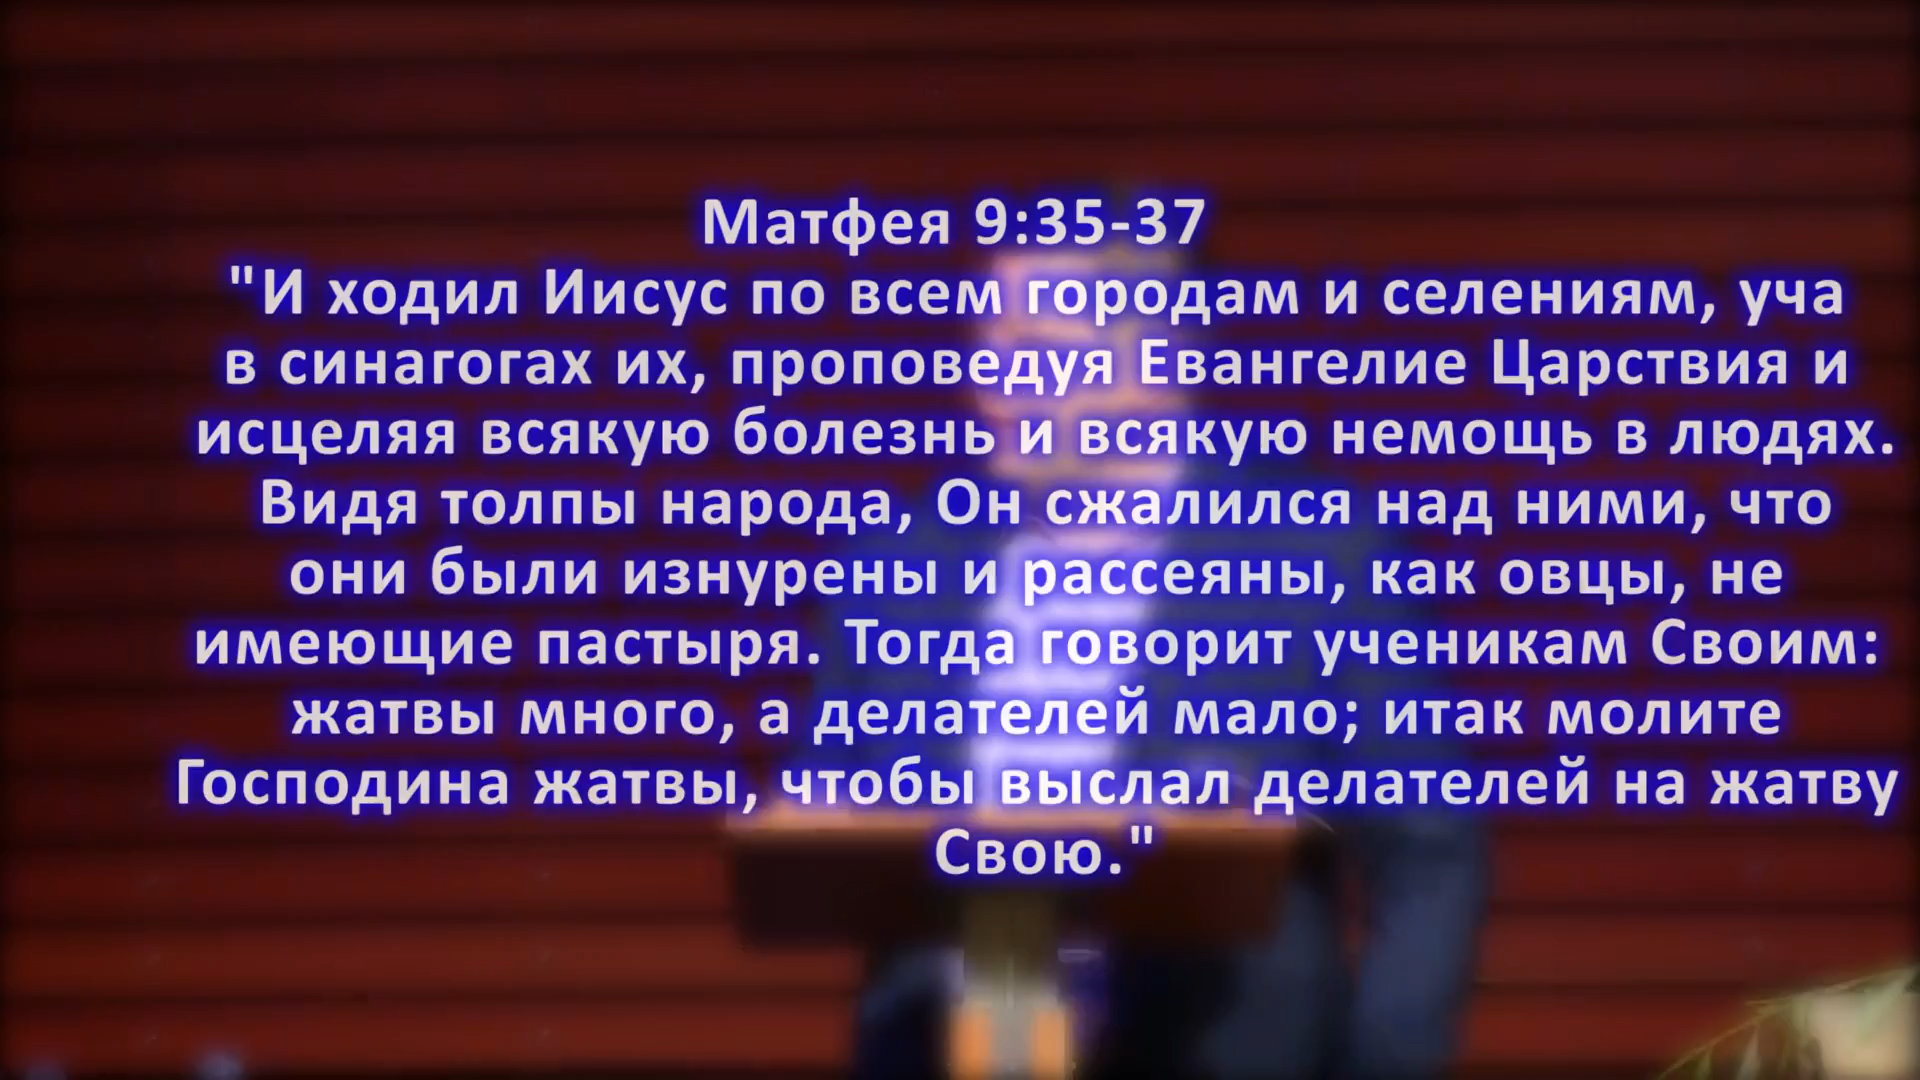 Матфея 9:35-37
"И ходил Иисус по всем городам и селениям, уча
в синагогах их, проповедуя Евангелие Царствия и
исцеляя всякую болезнь и всякую немощь в людях.
Видя толпы народа, Он сжалился над ними, что
они были изнурены и рассеяны, как овцы, не
имеющие пастыря. Тогда говорит ученикам Своим:
жатвы много, а делателей мало; итак молите
Господина жатвы, чтобы выслал делателей на жатву
Свою."